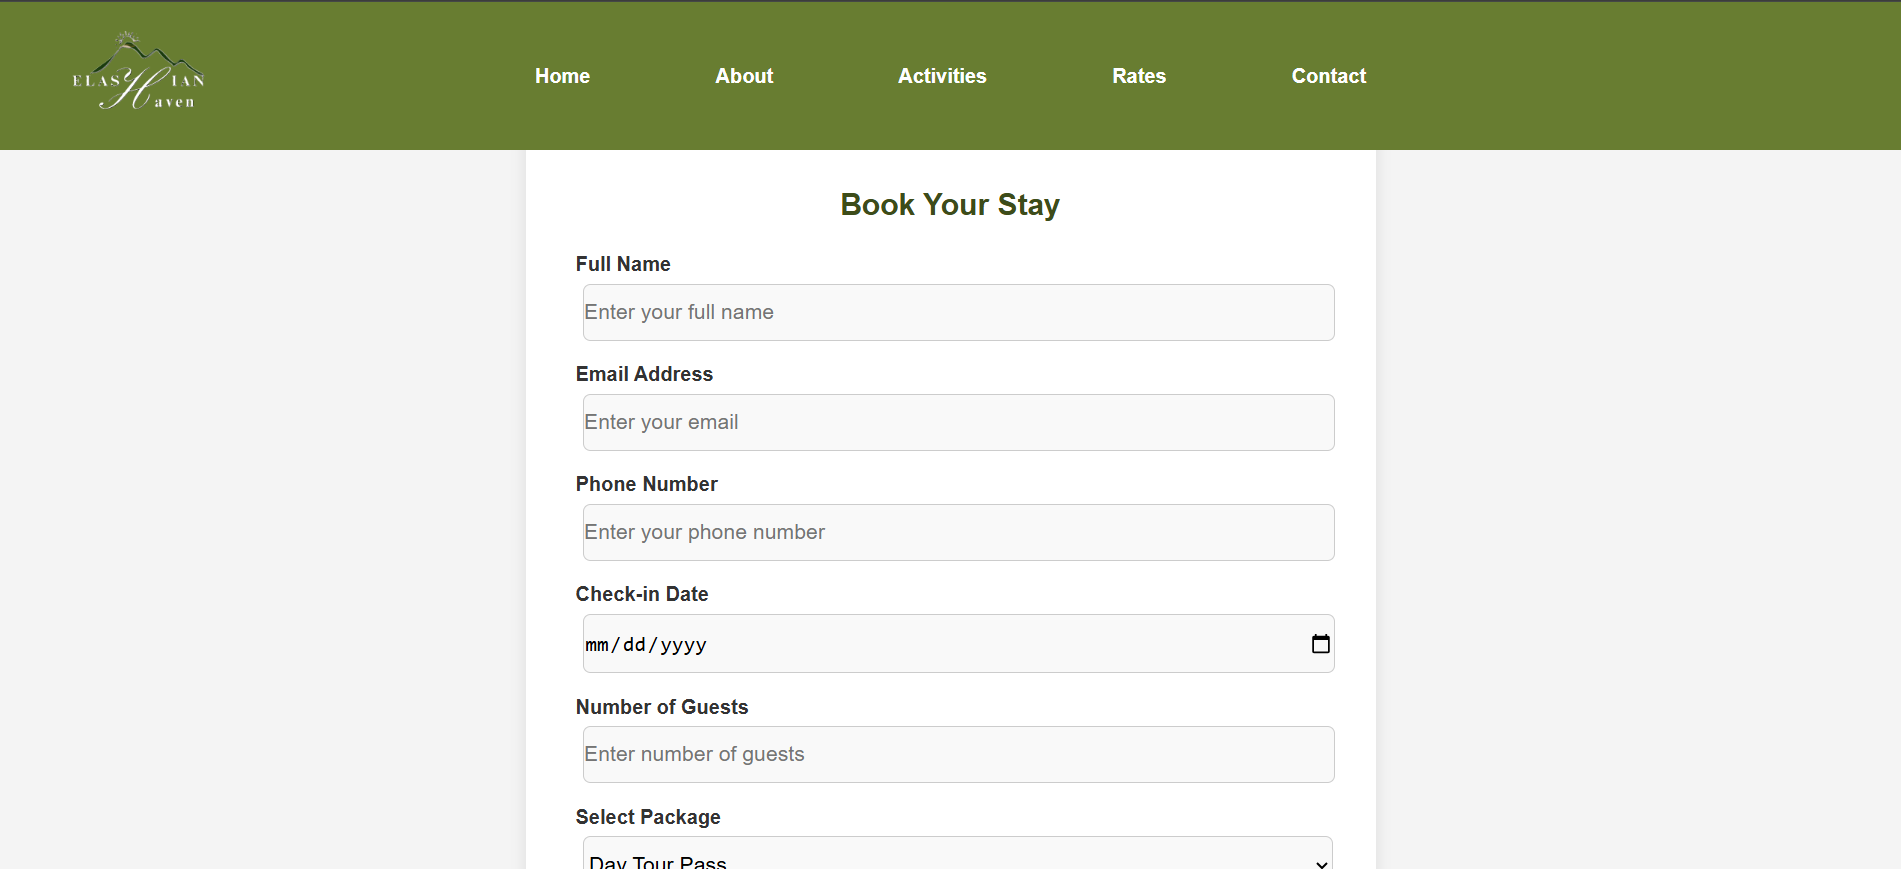 ELASHIAN
Haven
Home About Activities Rates Contact
Book Your Stay
Full Name
Enter your full name
Email Address
Enter your email
Phone Number
Enter your phone number
Check-in Date
mm/dd/yyyy
Number of Guests
Enter number of guests
Select Package
Day Tour Pass